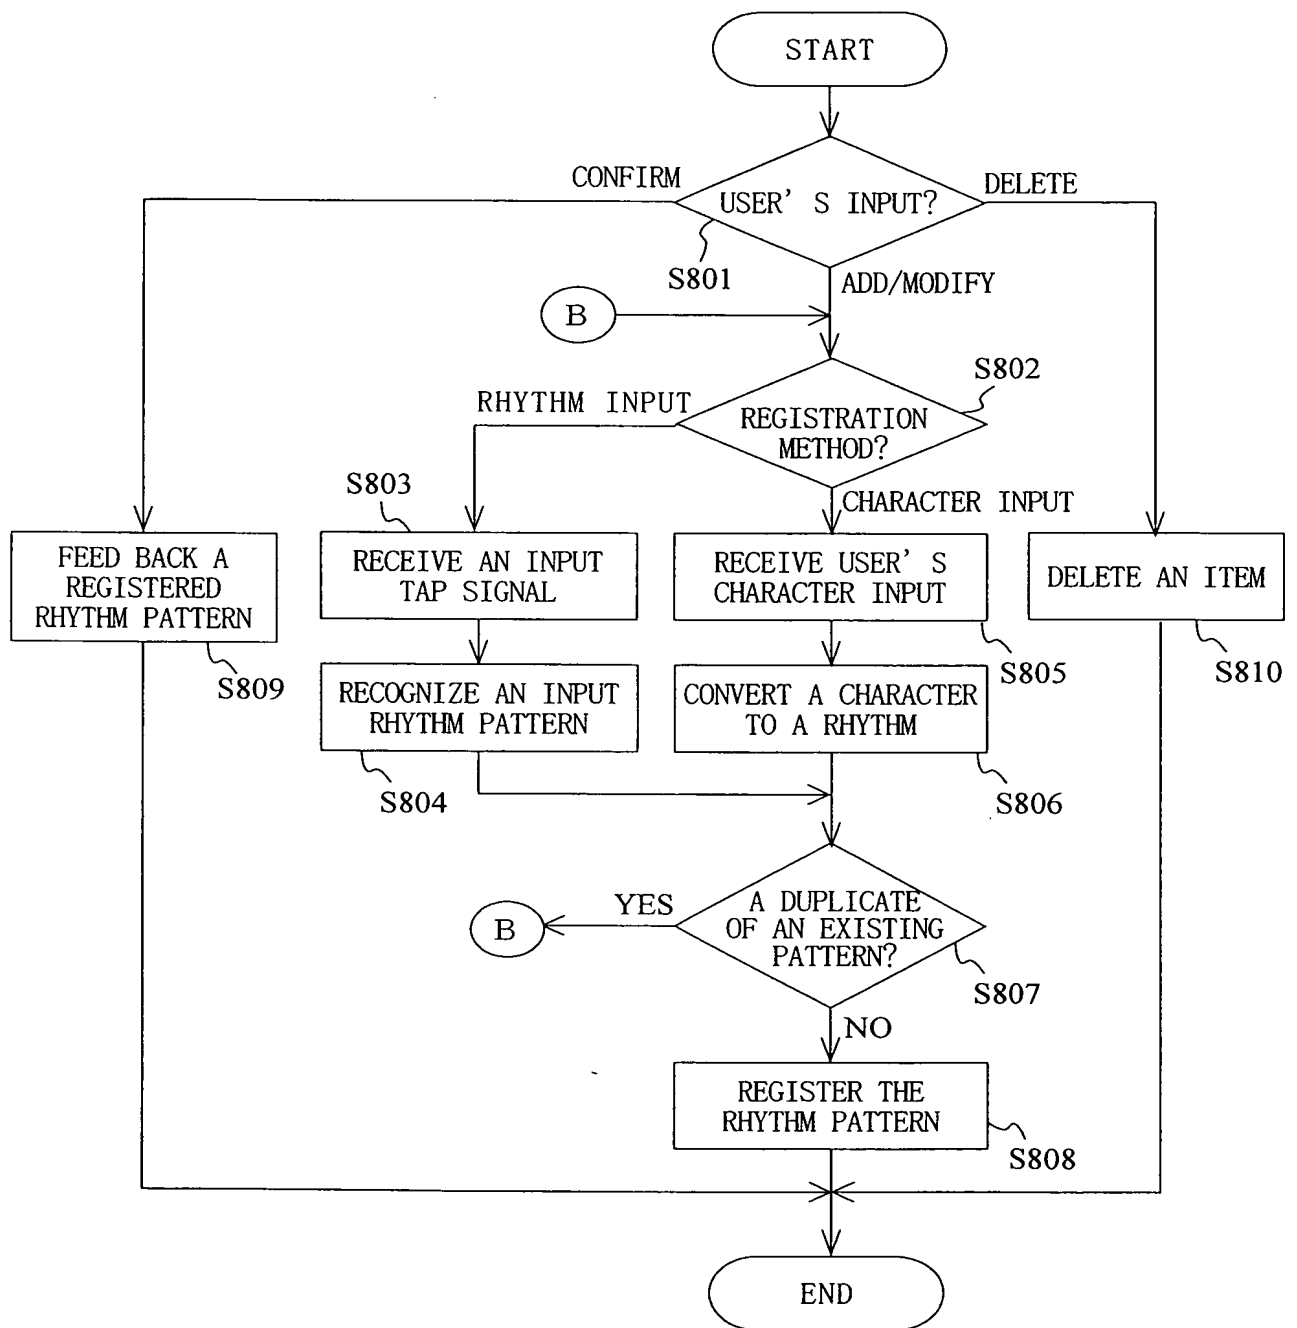 START
CONFIRM
USER' S INPUT?
DELETE
S801
ADD/MODIFY
B
S802
RHYTHM INPUT
REGISTRATION
METHOD?
S803
CHARACTER INPUT
FEED BACK A
REGISTERED
RHYTHM PATTERN
RECEIVE AN INPUT
TAP SIGNAL
RECEIVE USER' S
CHARACTER INPUT
DELETE AN ITEM
S809
S805
S810
RECOGNIZE AN INPUT
RHYTHM PATTERN
CONVERT A CHARACTER
TO A RHYTHM
S804
S806
B
YES
A DUPLICATE
OF AN EXISTING
PATTERN?
S807
NO
REGISTER THE
RHYTHM PATTERN
S808
END